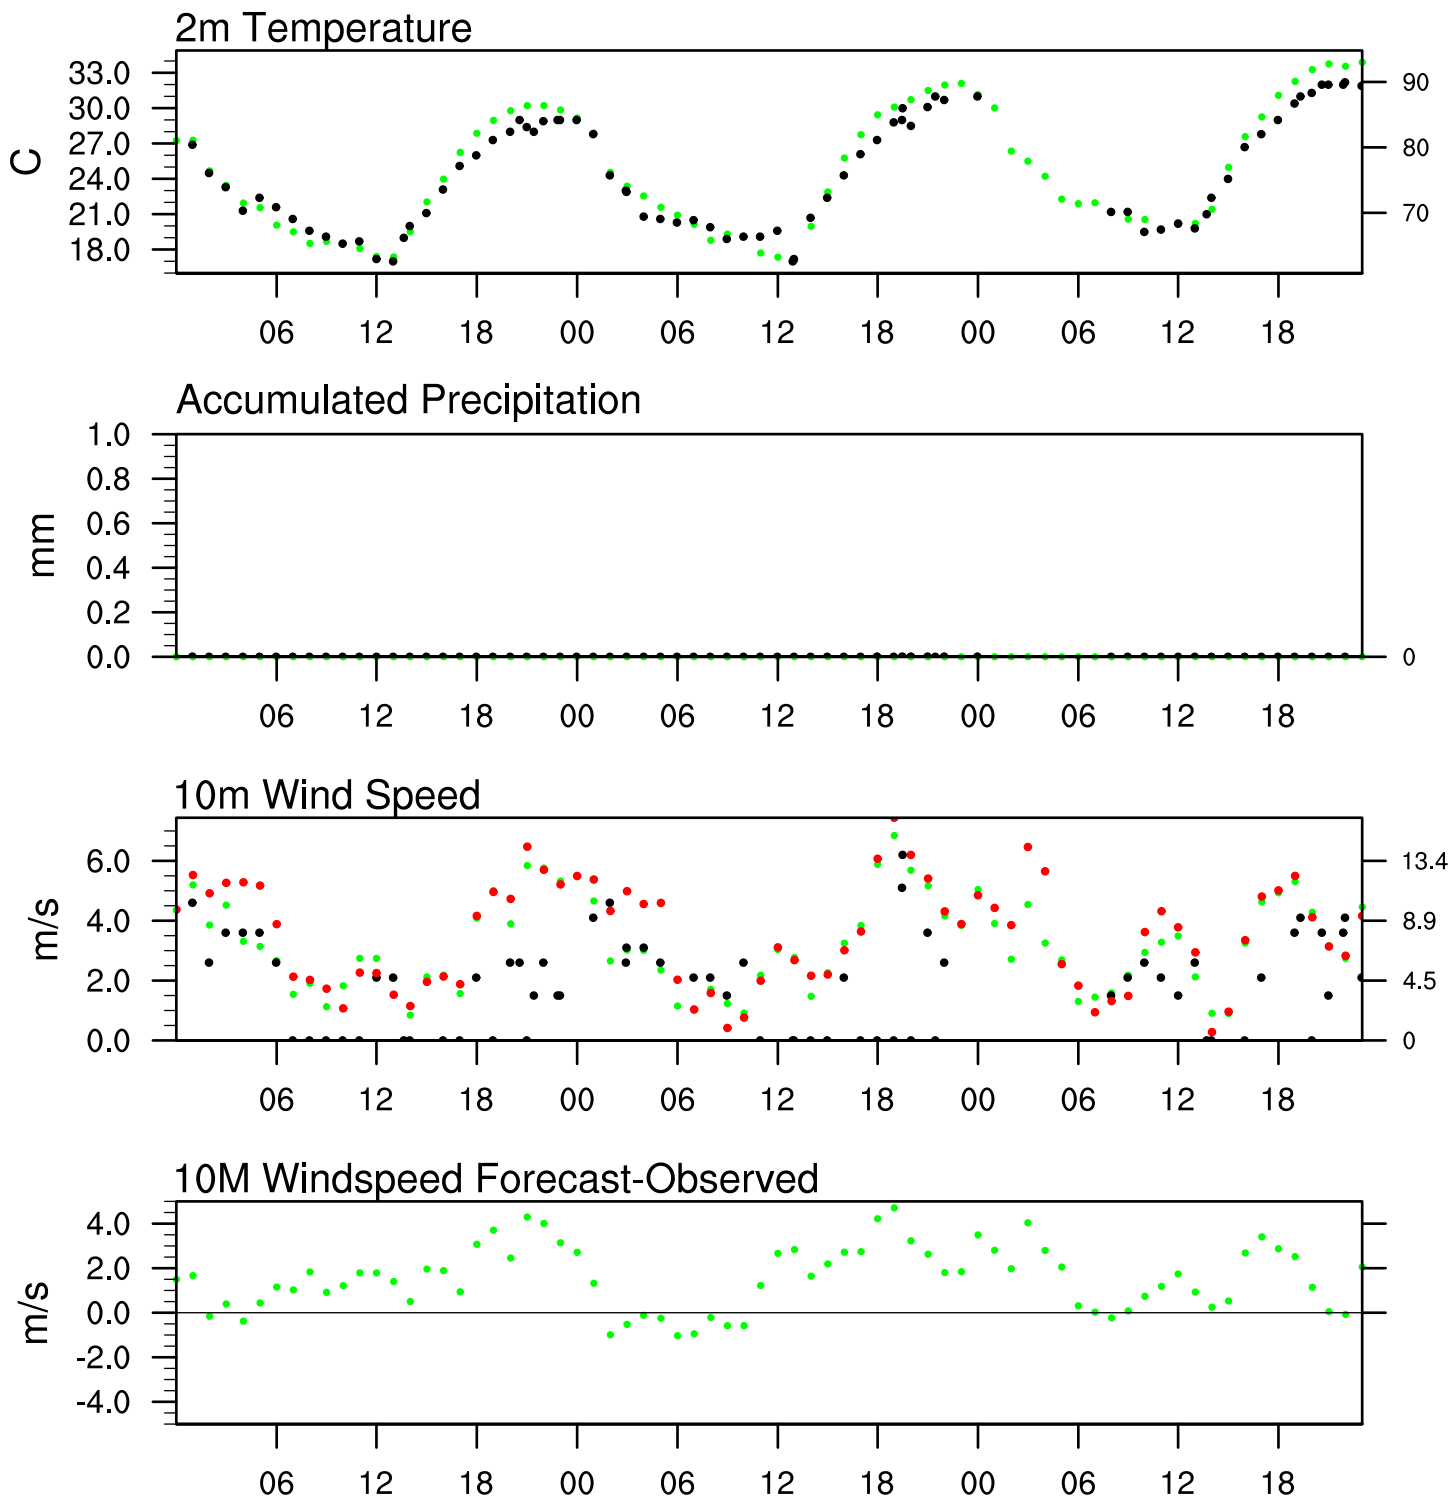 2m Temperature
33.0
30.0
27.0
24.0
21.0
18.0
C
90
80
70
06 12 18 00 06 12 18 00 06 12 18
Accumulated Precipitation
1.0
0.8
0.6
0.4
0.2
0.0
mm
0
06 12 18 00 06 12 18 00 06 12 18
10m Wind Speed
6.0
4.0
2.0
0.0
m/s
13.4
8.9
4.5
0
06 12 18 00 06 12 18 00 06 12 18
10M Windspeed Forecast-Observed
4.0
2.0
0.0
-2.0
-4.0
m/s
06 12 18 00 06 12 18 00 06 12 18